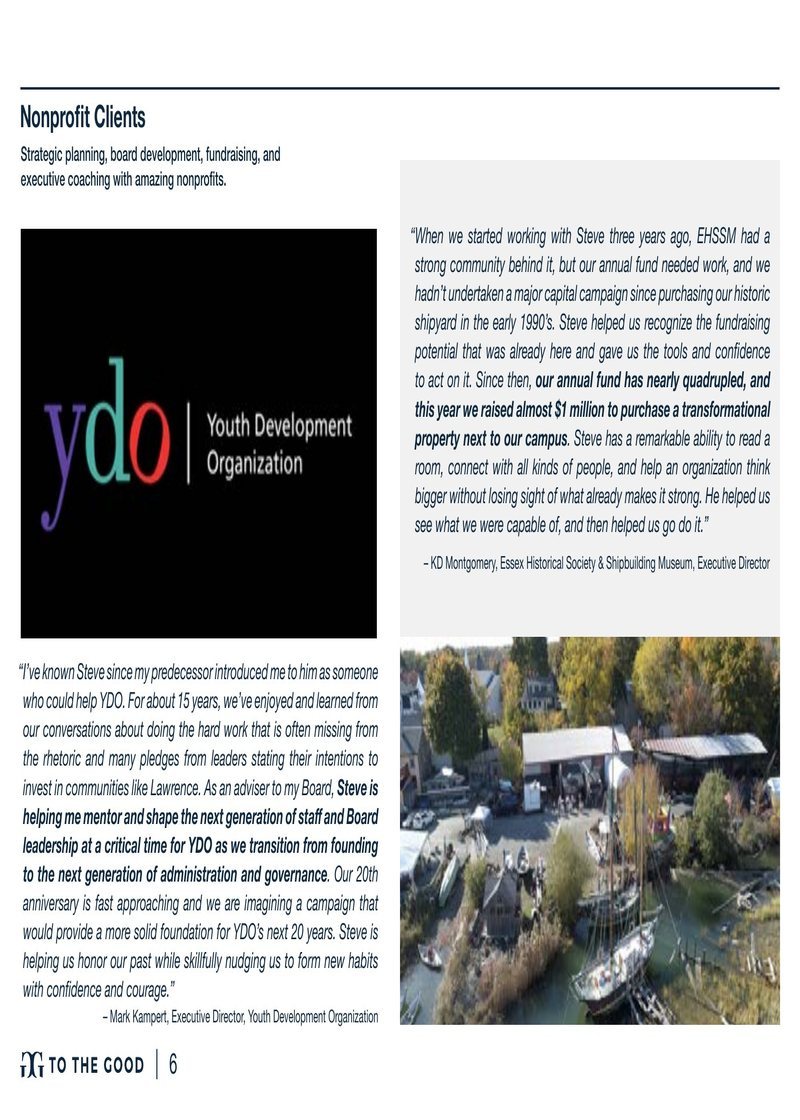 Nonprofit Clients
Strategic planning, board development, fundraising, and
executive coaching with amazing nonprofits.
ydo | Youth Development
Organization
“I’ve known Steve since my predecessor introduced me to him as someone
who could help YDO. For about 15 years, we’ve enjoyed and learned from
our conversations about doing the hard work that is often missing from
the rhetoric and many pledges from leaders stating their intentions to
invest in communities like Lawrence. As an adviser to my Board, Steve is
helping me mentor and shape the next generation of staff and Board
leadership at a critical time for YDO as we transition from founding
to the next generation of administration and governance. Our 20th
anniversary is fast approaching and we are imagining a campaign that
would provide a more solid foundation for YDO’s next 20 years. Steve is
helping us honor our past while skillfully nudging us to form new habits
with confidence and courage.”
– Mark Kampert, Executive Director, Youth Development Organization
“When we started working with Steve three years ago, EHSSM had a
strong community behind it, but our annual fund needed work, and we
hadn’t undertaken a major capital campaign since purchasing our historic
shipyard in the early 1990’s. Steve helped us recognize the fundraising
potential that was already here and gave us the tools and confidence
to act on it. Since then, our annual fund has nearly quadrupled, and
this year we raised almost $1 million to purchase a transformational
property next to our campus. Steve has a remarkable ability to read a
room, connect with all kinds of people, and help an organization think
bigger without losing sight of what already makes it strong. He helped us
see what we were capable of, and then helped us go do it.”
– KD Montgomery, Essex Historical Society & Shipbuilding Museum, Executive Director
TO THE GOOD | 6